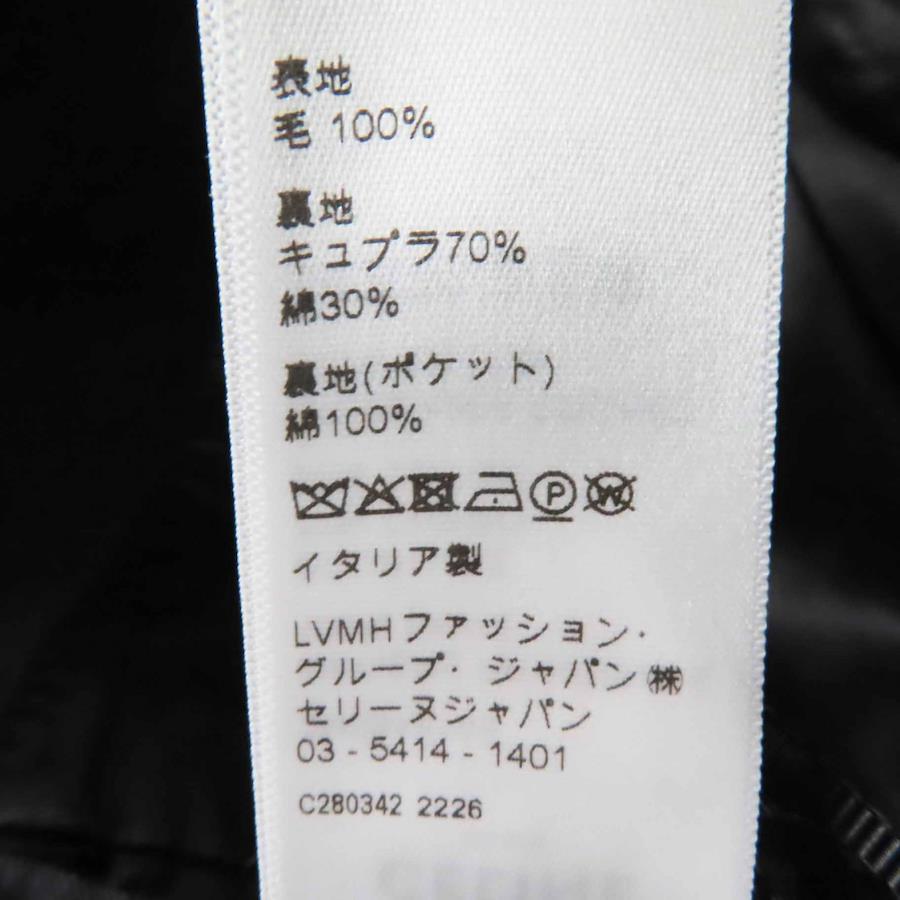 表地
毛 100%
裏地
キュプラ70%
綿30%
裏地(ポケット)
綿100%
P W
イタリア製
LVMHファッション・
グループ・ジャパン㈱
セリーヌジャパン
03 - 5414 - 1401
C280342 2226